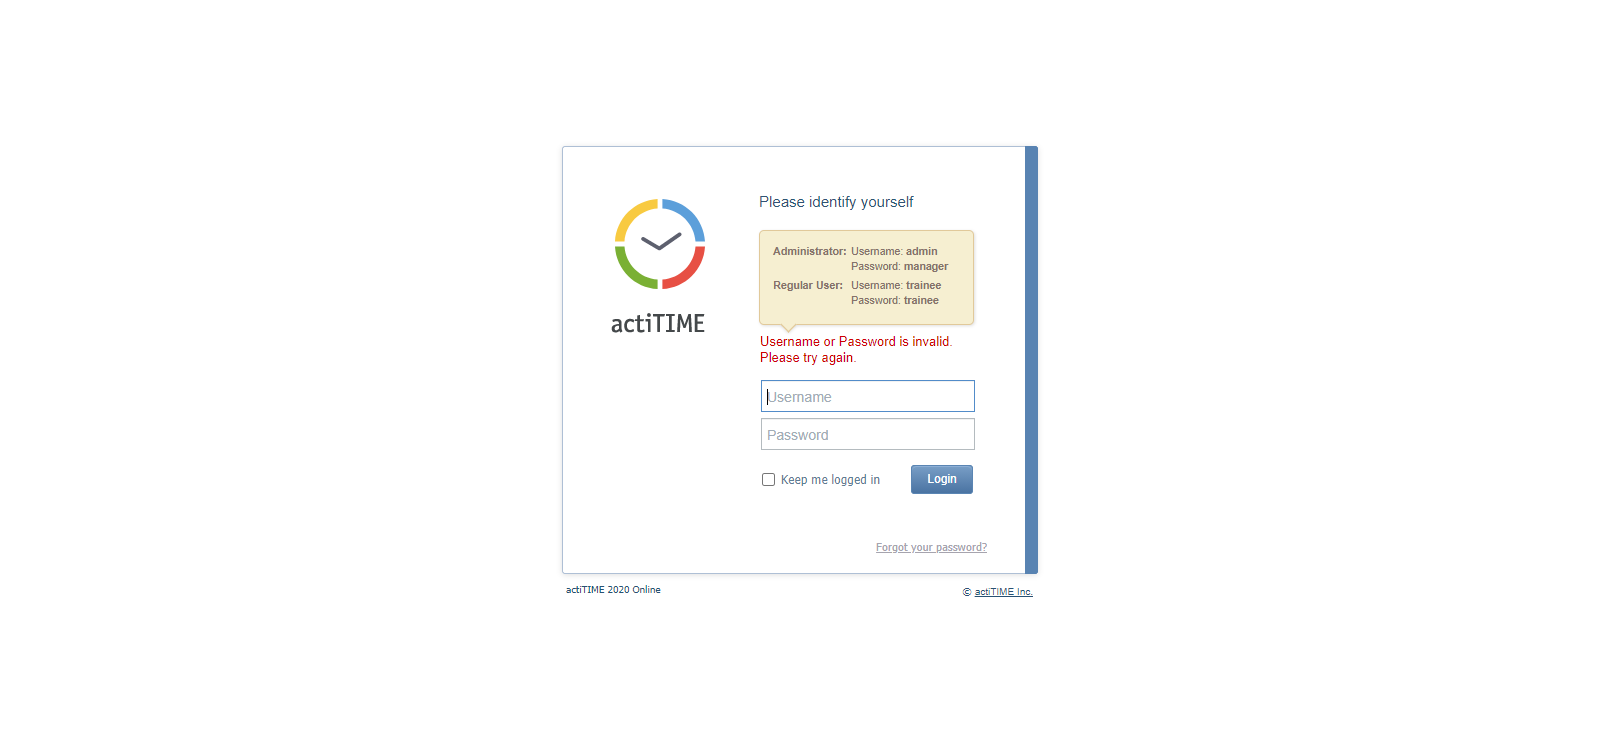 Please identify yourself
Administrator: Username: admin
Password: manager
Regular User: Username: trainee
Password: trainee
actiTIME
Username or Password is invalid.
Please try again.
Username
Password
Keep me logged in
Login
Forgot your password?
actiTIME 2020 Online
© actiTIME Inc.